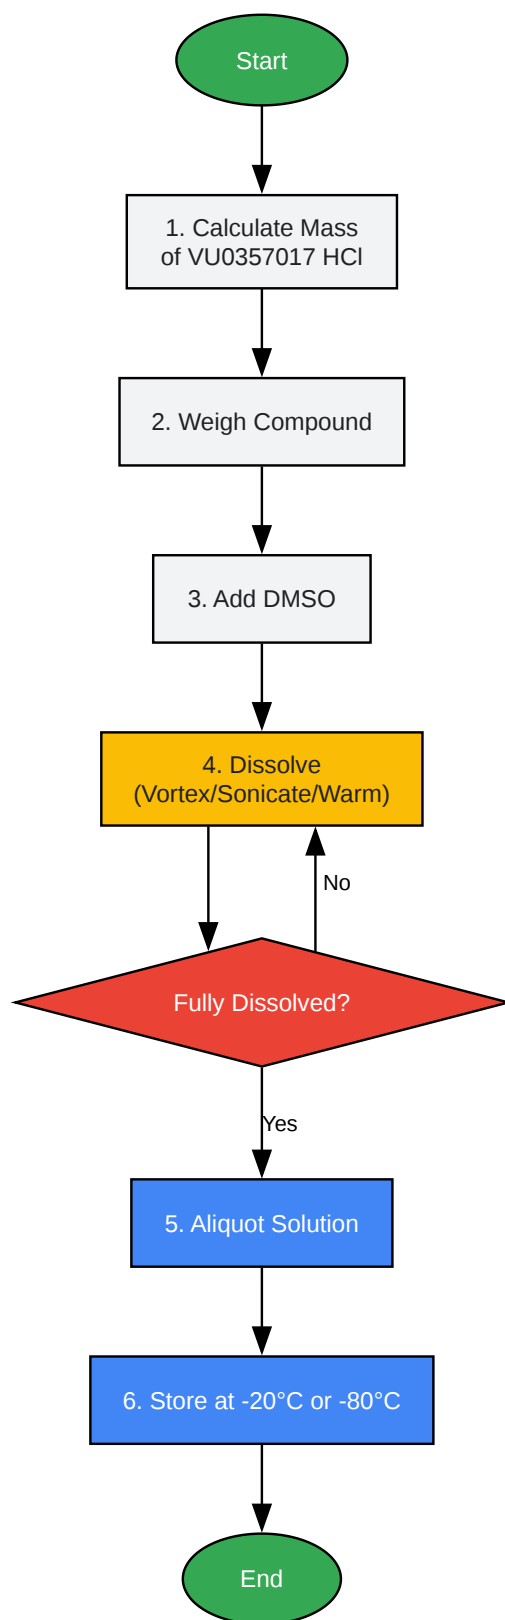 Start
1. Calculate Mass
of VU0357017 HCl
2. Weigh Compound
3. Add DMSO
4. Dissolve
(Vortex/Sonicate/Warm)
No
Fully Dissolved?
Yes
5. Aliquot Solution
6. Store at -20°C or -80°C
End